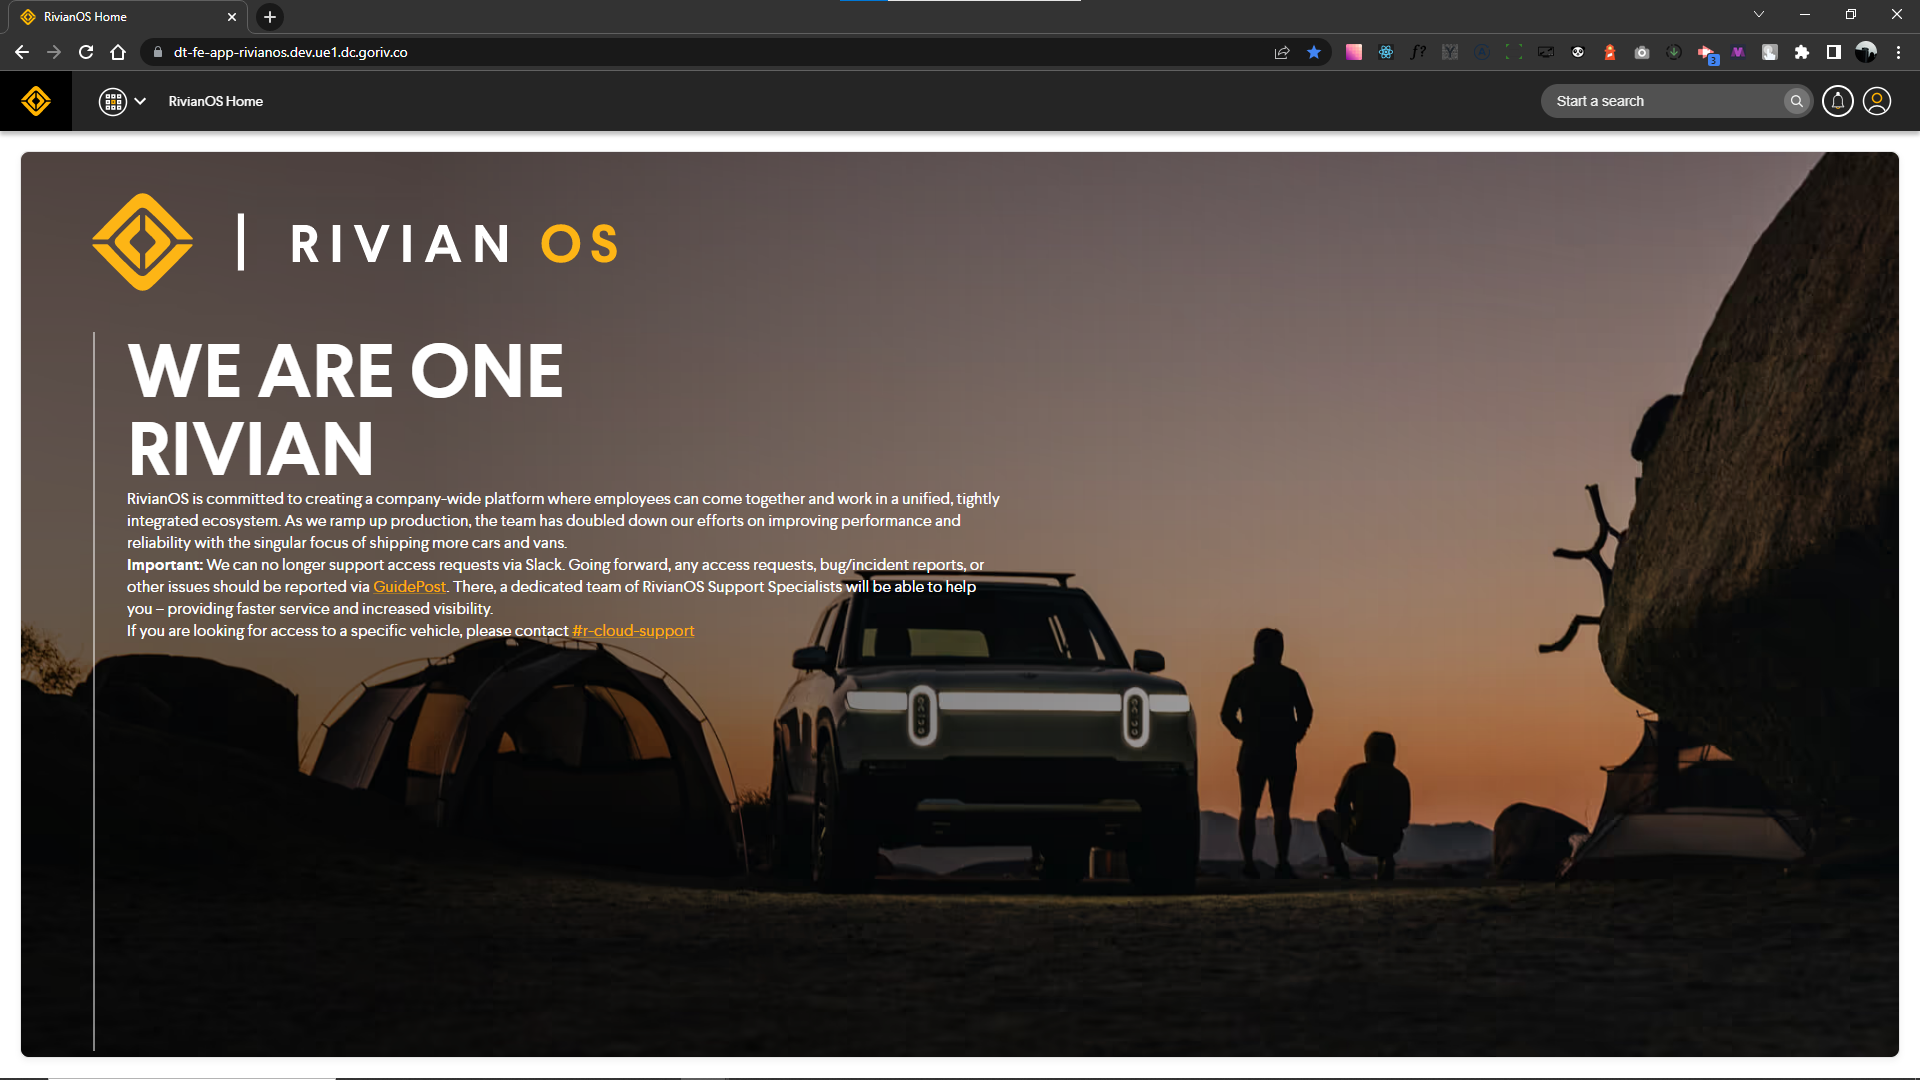 RivianOS Home
dt-fe-app-rivianos.dev.ue1.dc.goriv.co
3
RivianOS Home
Start a search
RIVIAN OS
WE ARE ONE
RIVIAN
RivianOS is committed to creating a company-wide platform where employees can come together and work in a unified, tightly
integrated ecosystem. As we ramp up production, the team has doubled down our efforts on improving performance and
reliability with the singular focus of shipping more cars and vans.
Important: We can no longer support access requests via Slack. Going forward, any access requests, bug/incident reports, or
other issues should be reported via GuidePost. There, a dedicated team of RivianOS Support Specialists will be able to help
you – providing faster service and increased visibility.
If you are looking for access to a specific vehicle, please contact #r-cloud-support